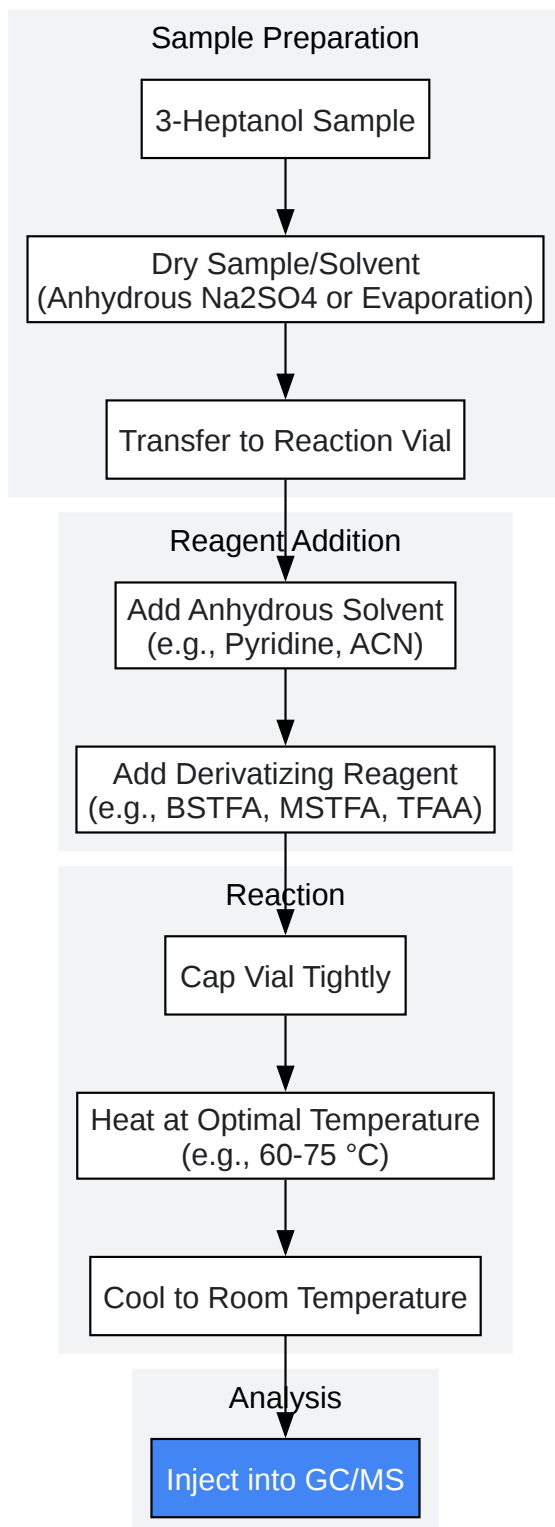 Sample Preparation
3-Heptanol Sample
Dry Sample/Solvent
(Anhydrous Na2SO4 or Evaporation)
Transfer to Reaction Vial
Reagent Addition
Add Anhydrous Solvent
(e.g., Pyridine, ACN)
Add Derivatizing Reagent
(e.g., BSTFA, MSTFA, TFAA)
Reaction
Cap Vial Tightly
Heat at Optimal Temperature
(e.g., 60-75 °C)
Cool to Room Temperature
Analysis
Inject into GC/MS